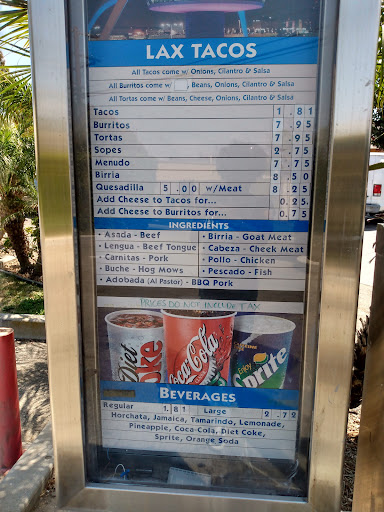 LAX TACOS
All Tacos come w/ Onions, Cilantro & Salsa
All Burritos come w/ Beans, Onions, Cilantro & Salsa
All Tortas come w/ Beans, Cheese, Onions, Cilantro & Salsa
Tacos 1.81
Burritos 7.95
Tortas 7.95
Sopes 2.75
Menudo 7.75
Birria 8.50
Quesadilla 5.00 w/Meat 8.25
Add Cheese to Tacos for... 0.25
Add Cheese to Burritos for... 0.75
INGREDIENTS
Asada - Beef • Birria - Goat Meat
Lengua - Beef Tongue • Cabeza - Cheek Meat
Carnitas - Pork • Pollo - Chicken
Buche - Hog Mows • Pescado - Fish
Adobada (Al Pastor) - BBQ Pork
PRICES DO NOT INCLUDE TAX
Diet Coke
Coca-Cola
Enjoy Sprite
BEVERAGES
Regular 1.81 Large 2.72
Horchata, Jamaica, Tamarindo, Lemonade,
Pineapple, Coca-Cola, Diet Coke,
Sprite, Orange Soda